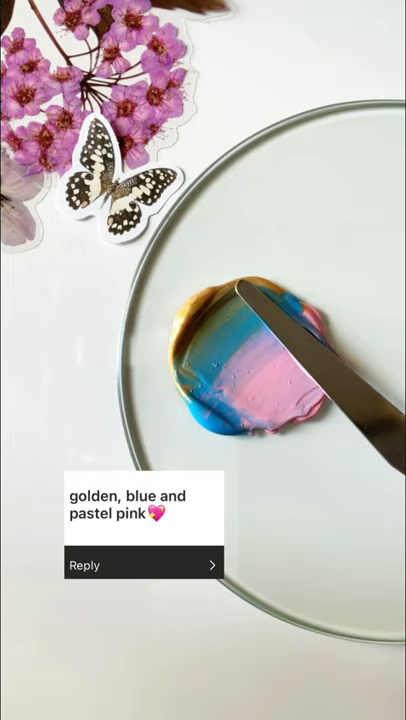 golden, blue and
pastel pink💖
Reply